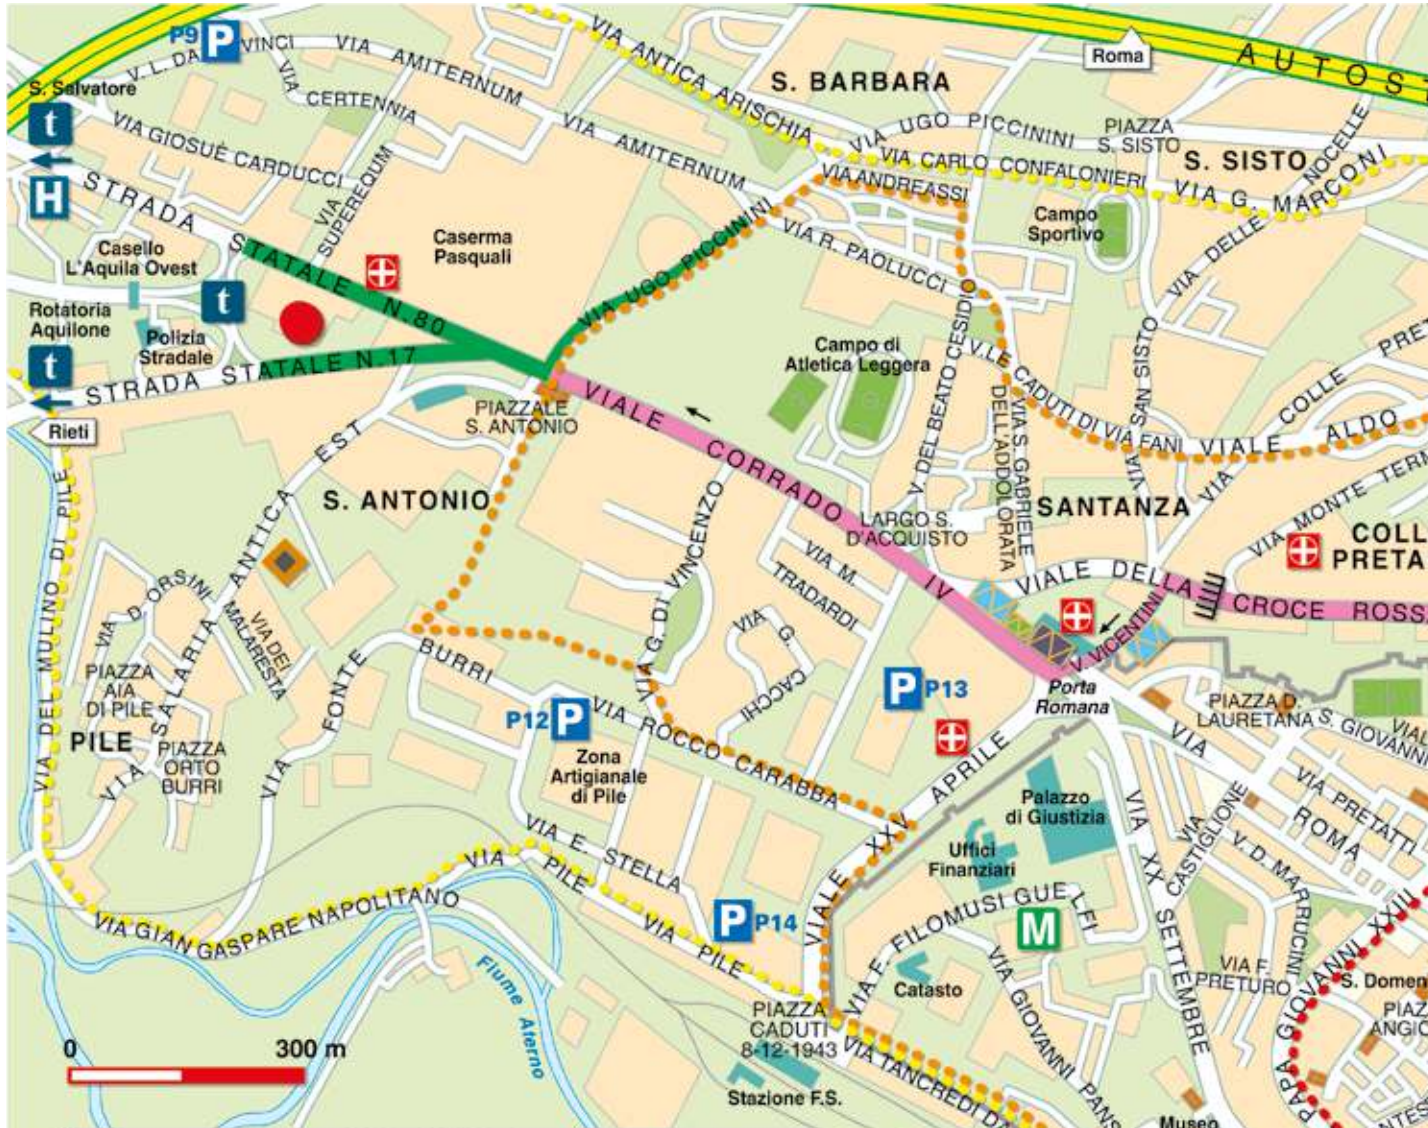 P9
P
V. L. DA VINCI
VIA AMITERNUM
VIA ANTICA ARISCHIA
Roma
AUTOS
S. Salvatore
S. BARBARA
VIA CERTENNIA
t
VIA GIOSUÈ CARDUCCI
VIA AMITERNUM
VIA UGO PICCININI
PIAZZA
S. SISTO
S. SISTO
VIA CARLO CONFALONIERI
VIA G. MARCONI
VIA DELLE NOCELLE
VIA ANDREASSI
H
STRADA STATALE N.80
VIA SUPEREQUM
Caserma
Pasquali
VIA UGO PICCININI
VIA R. PAOLUCCI
Campo
Sportivo
Casello
L'Aquila Ovest
t
Rotatoria
Aquilone
Polizia
Stradale
t
STRADA STATALE N.17
Rieti
PIAZZALE
S. ANTONIO
VIALE CORRADO IV
Campo di
Atletica Leggera
V. DEL BEATO CESIDIO
V.LE CADUTI DI VIA FANI
VIALE ALDO
VIA S. GABRIELE
DELL'ADDOLORATA
VIA SAN SISTO
VIA COLLE PRE
S. ANTONIO
SANTANZA
LARGO S.
D'ACQUISTO
VIA MONTE TERM
COLL
PRETA
VIA DEL MULINO DI PILE
VIA SALARIA ANTICA EST
VIA G. DI VINCENZO
VIA M.
TRADARDI
VIALE DELLA CROCE ROSSA
VIA D. ORSINI
VIA DEI
MALARESTA
VIA G. CACCHI
V. VICENTINI
Porta
Romana
PIAZZA
AIA
DI PILE
PILE
PIAZZA
ORTO
BURRI
VIA FONTE BURRI
P12
P
P
P13
PIAZZA D.
LAURETANA
S. GIOVANNI
VIAL
VIA ROCCO CARABBA
Zona
Artigianale
di Pile
VIALE XXV APRILE
Palazzo
di Giustizia
VIA XX SETTEMBRE
VIA ROMA
VIA PRETATTI
VIA
CASTIGLIONE
V. D. MARRUCINI
VIA E. STELLA
Uffici
Finanziari
VIA GIAN GASPARE NAPOLITANO
VIA PILE
VIA PILE
P
P14
VIA F. FILOMUSI GUELFI
M
Catasto
VIA GIOVANNI PANS
VIA F.
PRETURO
PAPA GIOVANNI XXIII
S. Domen
PIAZ
ANGIO
Fiume Aterno
PIAZZA
CADUTI
8-12-1943
VIA TANCREDI DA
Stazione F.S.
Museo
NTES
0
300 m